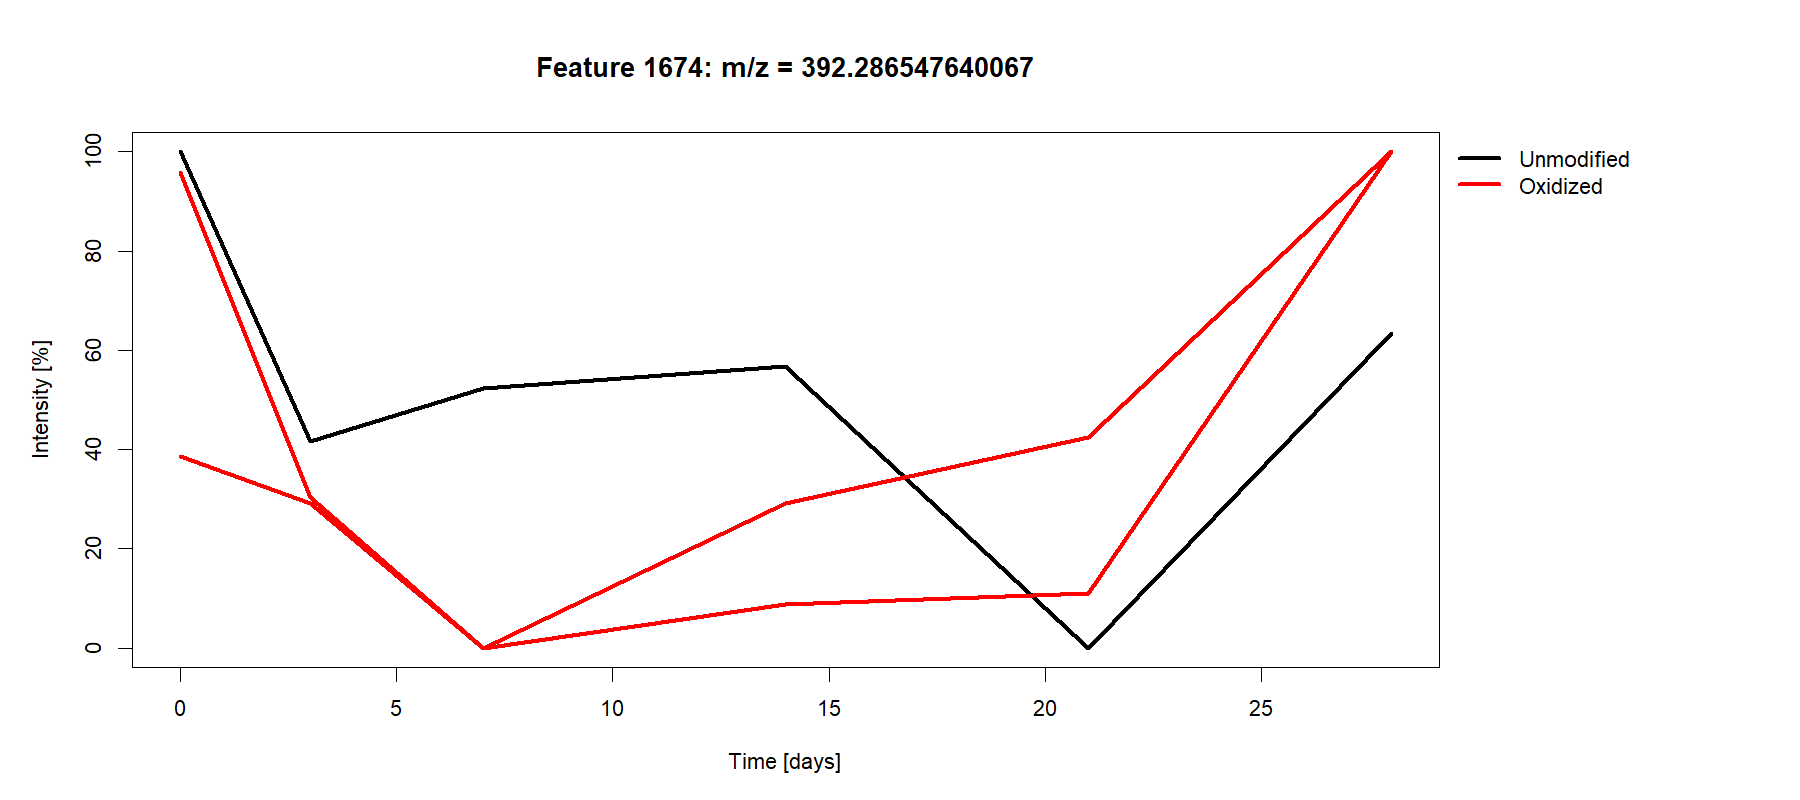 Feature 1674: m/z = 392.286547640067
Unmodified
Oxidized
Intensity [%]
100
80
60
40
20
0
0 5 10 15 20 25
Time [days]